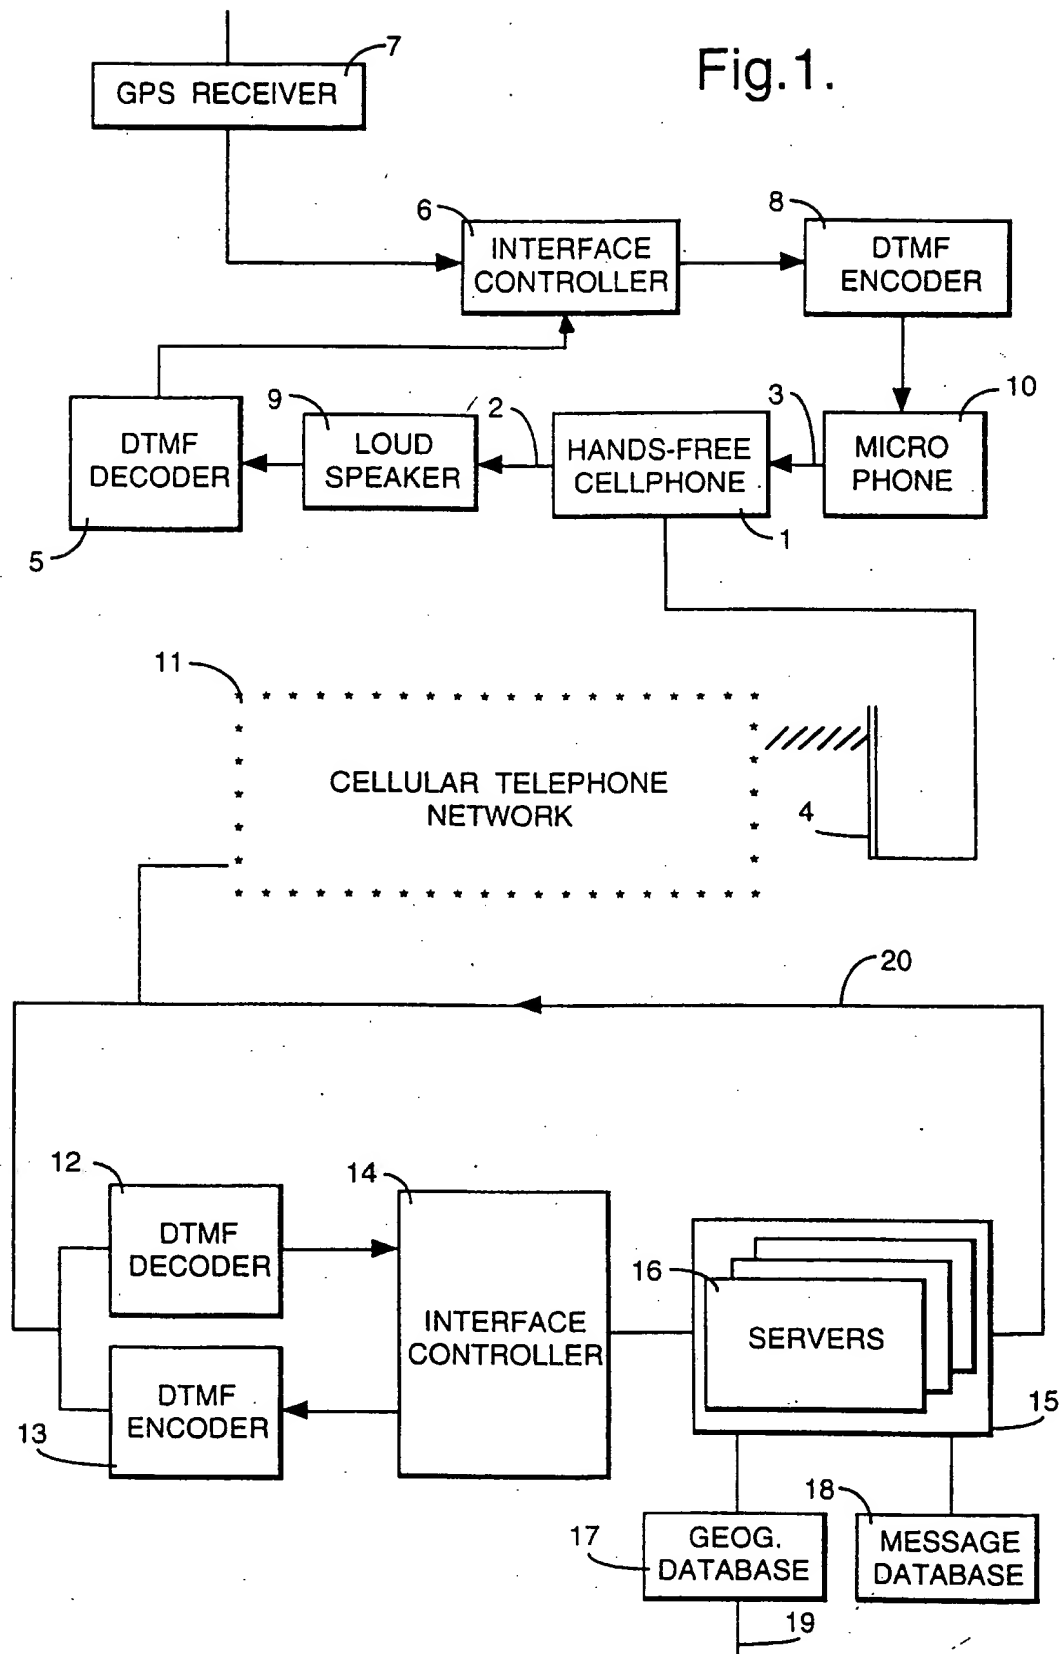 7
Fig.1.
GPS RECEIVER
6
8
INTERFACE
CONTROLLER
DTMF
ENCODER
9
2
3
10
DTMF
DECODER
LOUD
SPEAKER
HANDS-FREE
CELLPHONE
MICRO
PHONE
5
1
11
CELLULAR TELEPHONE
NETWORK
4
20
12
14
DTMF
DECODER
16
INTERFACE
CONTROLLER
SERVERS
DTMF
ENCODER
13
15
18
17
GEOG.
DATABASE
MESSAGE
DATABASE
19